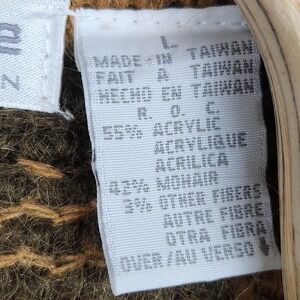 L
MADE IN TAIWAN
FAIT A TAIWAN
HECHO EN TAIWAN
R. O. C
55% ACRYLIC
ACRYLIQUE
ACRILICA
42% MOHAIR
3% OTHER FIBERS
AUTRE FIBRE
OTRA FIBRA
OVER/AU VERSO